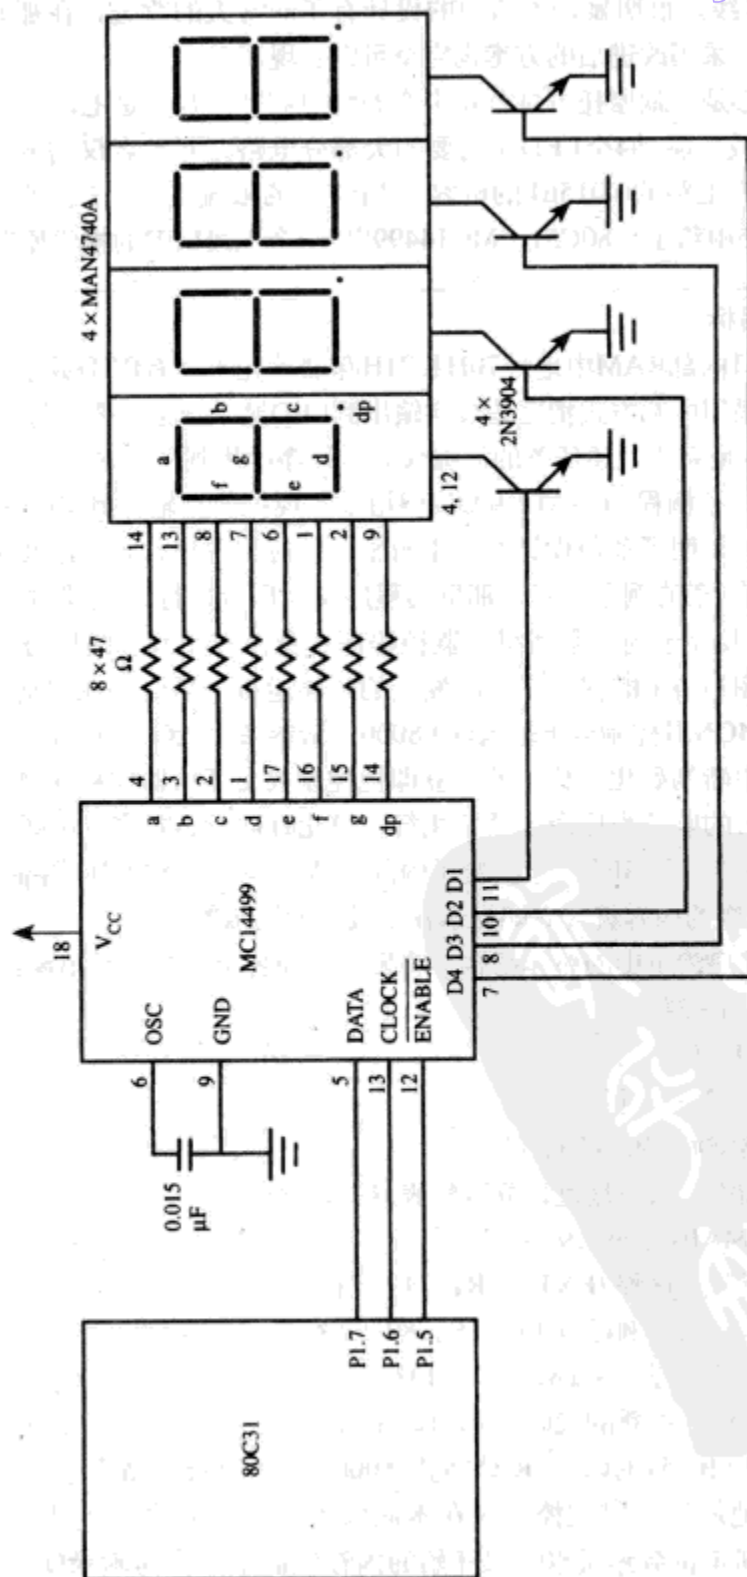 80C31
P1.7
P1.6
P1.5
0.015
µF
6
9
5
13
12
OSC
GND
DATA
CLOCK
ENABLE
18
VCC
MC14499
D4 D3 D2 D1
7
8
10
11
a
b
c
d
e
f
g
dp
4
3
2
1
17
16
15
14
8 × 47
Ω
14
13
8
7
6
1
2
9
4 × MAN4740A
a
b
c
d
e
f
g
dp
4, 12
4 ×
2N3904